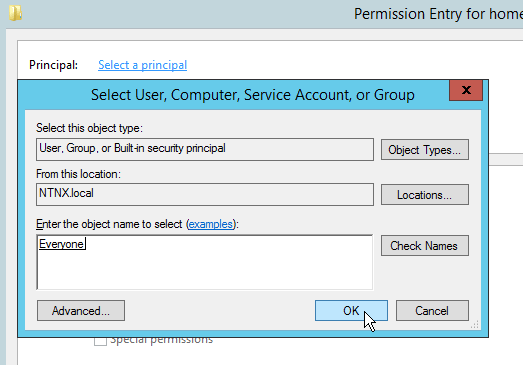 Permission Entry for home
Principal: Select a principal
Select User, Computer, Service Account, or Group
x
Select this object type:
User, Group, or Built-in security principal
Object Types...
From this location:
NTNX.local
Locations...
Enter the object name to select (examples):
Everyone
Check Names
Advanced...
OK
Cancel
Special permissions